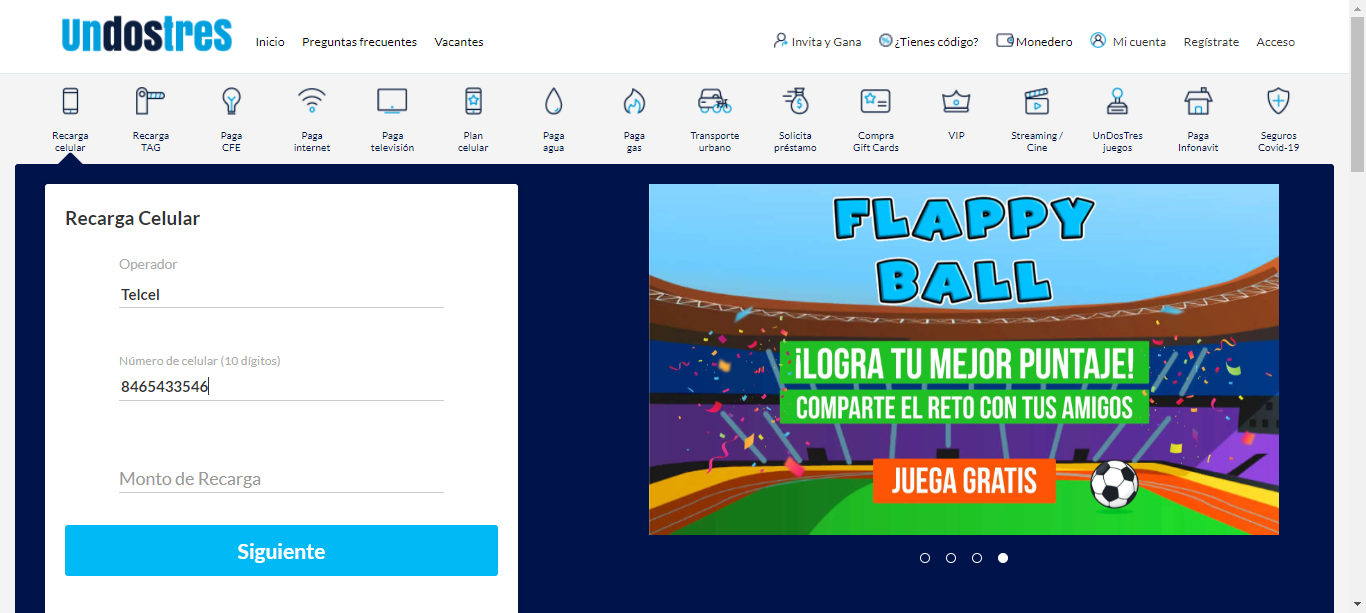 undostres
Inicio Preguntas frecuentes Vacantes
Invita y Gana ¿Tienes código? Monedero Mi cuenta Regístrate Acceso
Recarga
celular
Recarga
TAG
Paga
CFE
Paga
internet
Paga
televisión
Plan
celular
Paga
agua
Paga
gas
Transporte
urbano
Solicita
préstamo
Compra
Gift Cards
VIP
Streaming /
Cine
UnDosTres
juegos
Paga
Infonavit
Seguros
Covid-19
Recarga Celular
Operador
Telcel
Número de celular (10 dígitos)
8465433546
Monto de Recarga
Siguiente
FLAPPY
BALL
¡LOGRA TU MEJOR PUNTAJE!
COMPARTE EL RETO CON TUS AMIGOS
JUEGA GRATIS